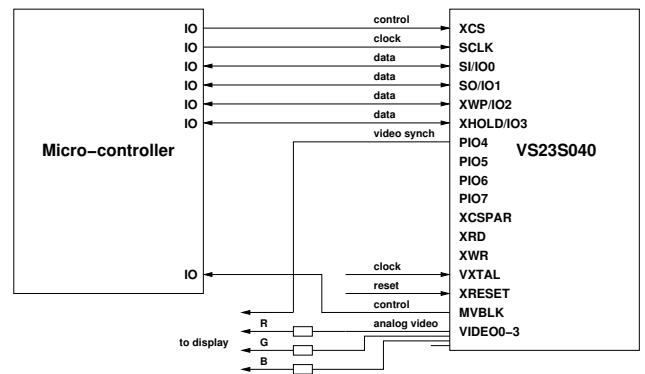 control
IO XCS
clock
IO SCLK
data
IO SI/IO0
data
IO SO/IO1
data
IO XWP/IO2
data
IO XHOLD/IO3
video synch
PIO4
Micro−controller VS23S040
PIO5
PIO6
PIO7
XCSPAR
XRD
XWR
clock
IO VXTAL
reset
XRESET
control
MVBLK
R analog video
VIDEO0−3
to display G
B